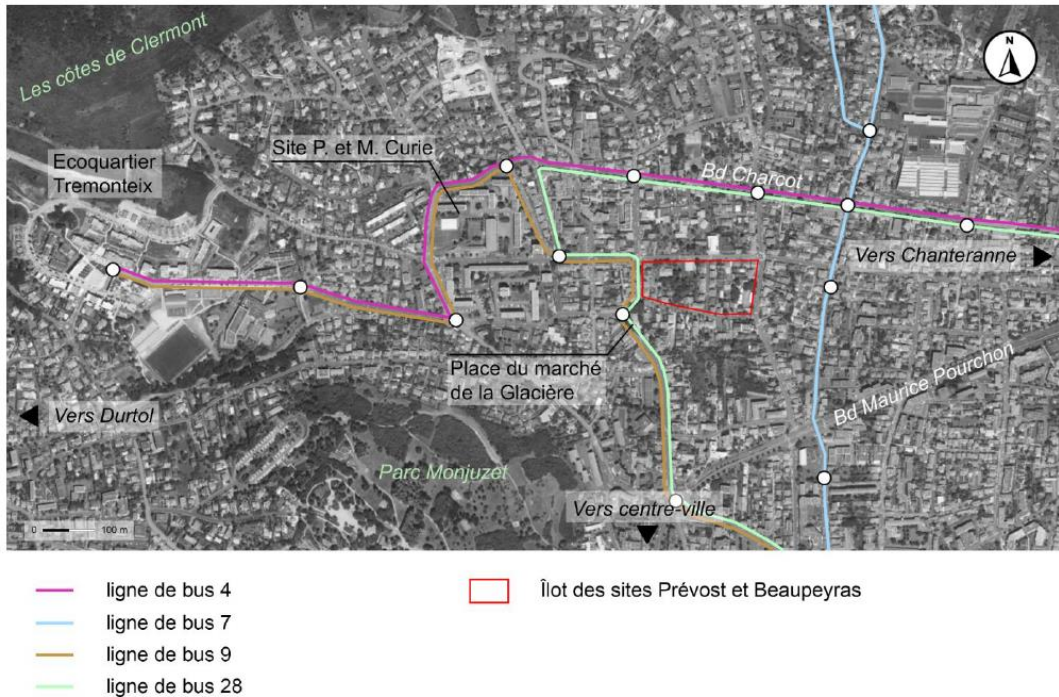 Les côtes de Clermont
N
Site P. et M. Curie
Ecoquartier
Tremonteix
Bd Charcot
Vers Chanteranne
Place du marché
de la Glacière
Bd Maurice Pourchon
Vers Durtol
Parc Monjuzet
Vers centre-ville
0 100 m
ligne de bus 4
Îlot des sites Prévost et Beaupeyras
ligne de bus 7
ligne de bus 9
ligne de bus 28